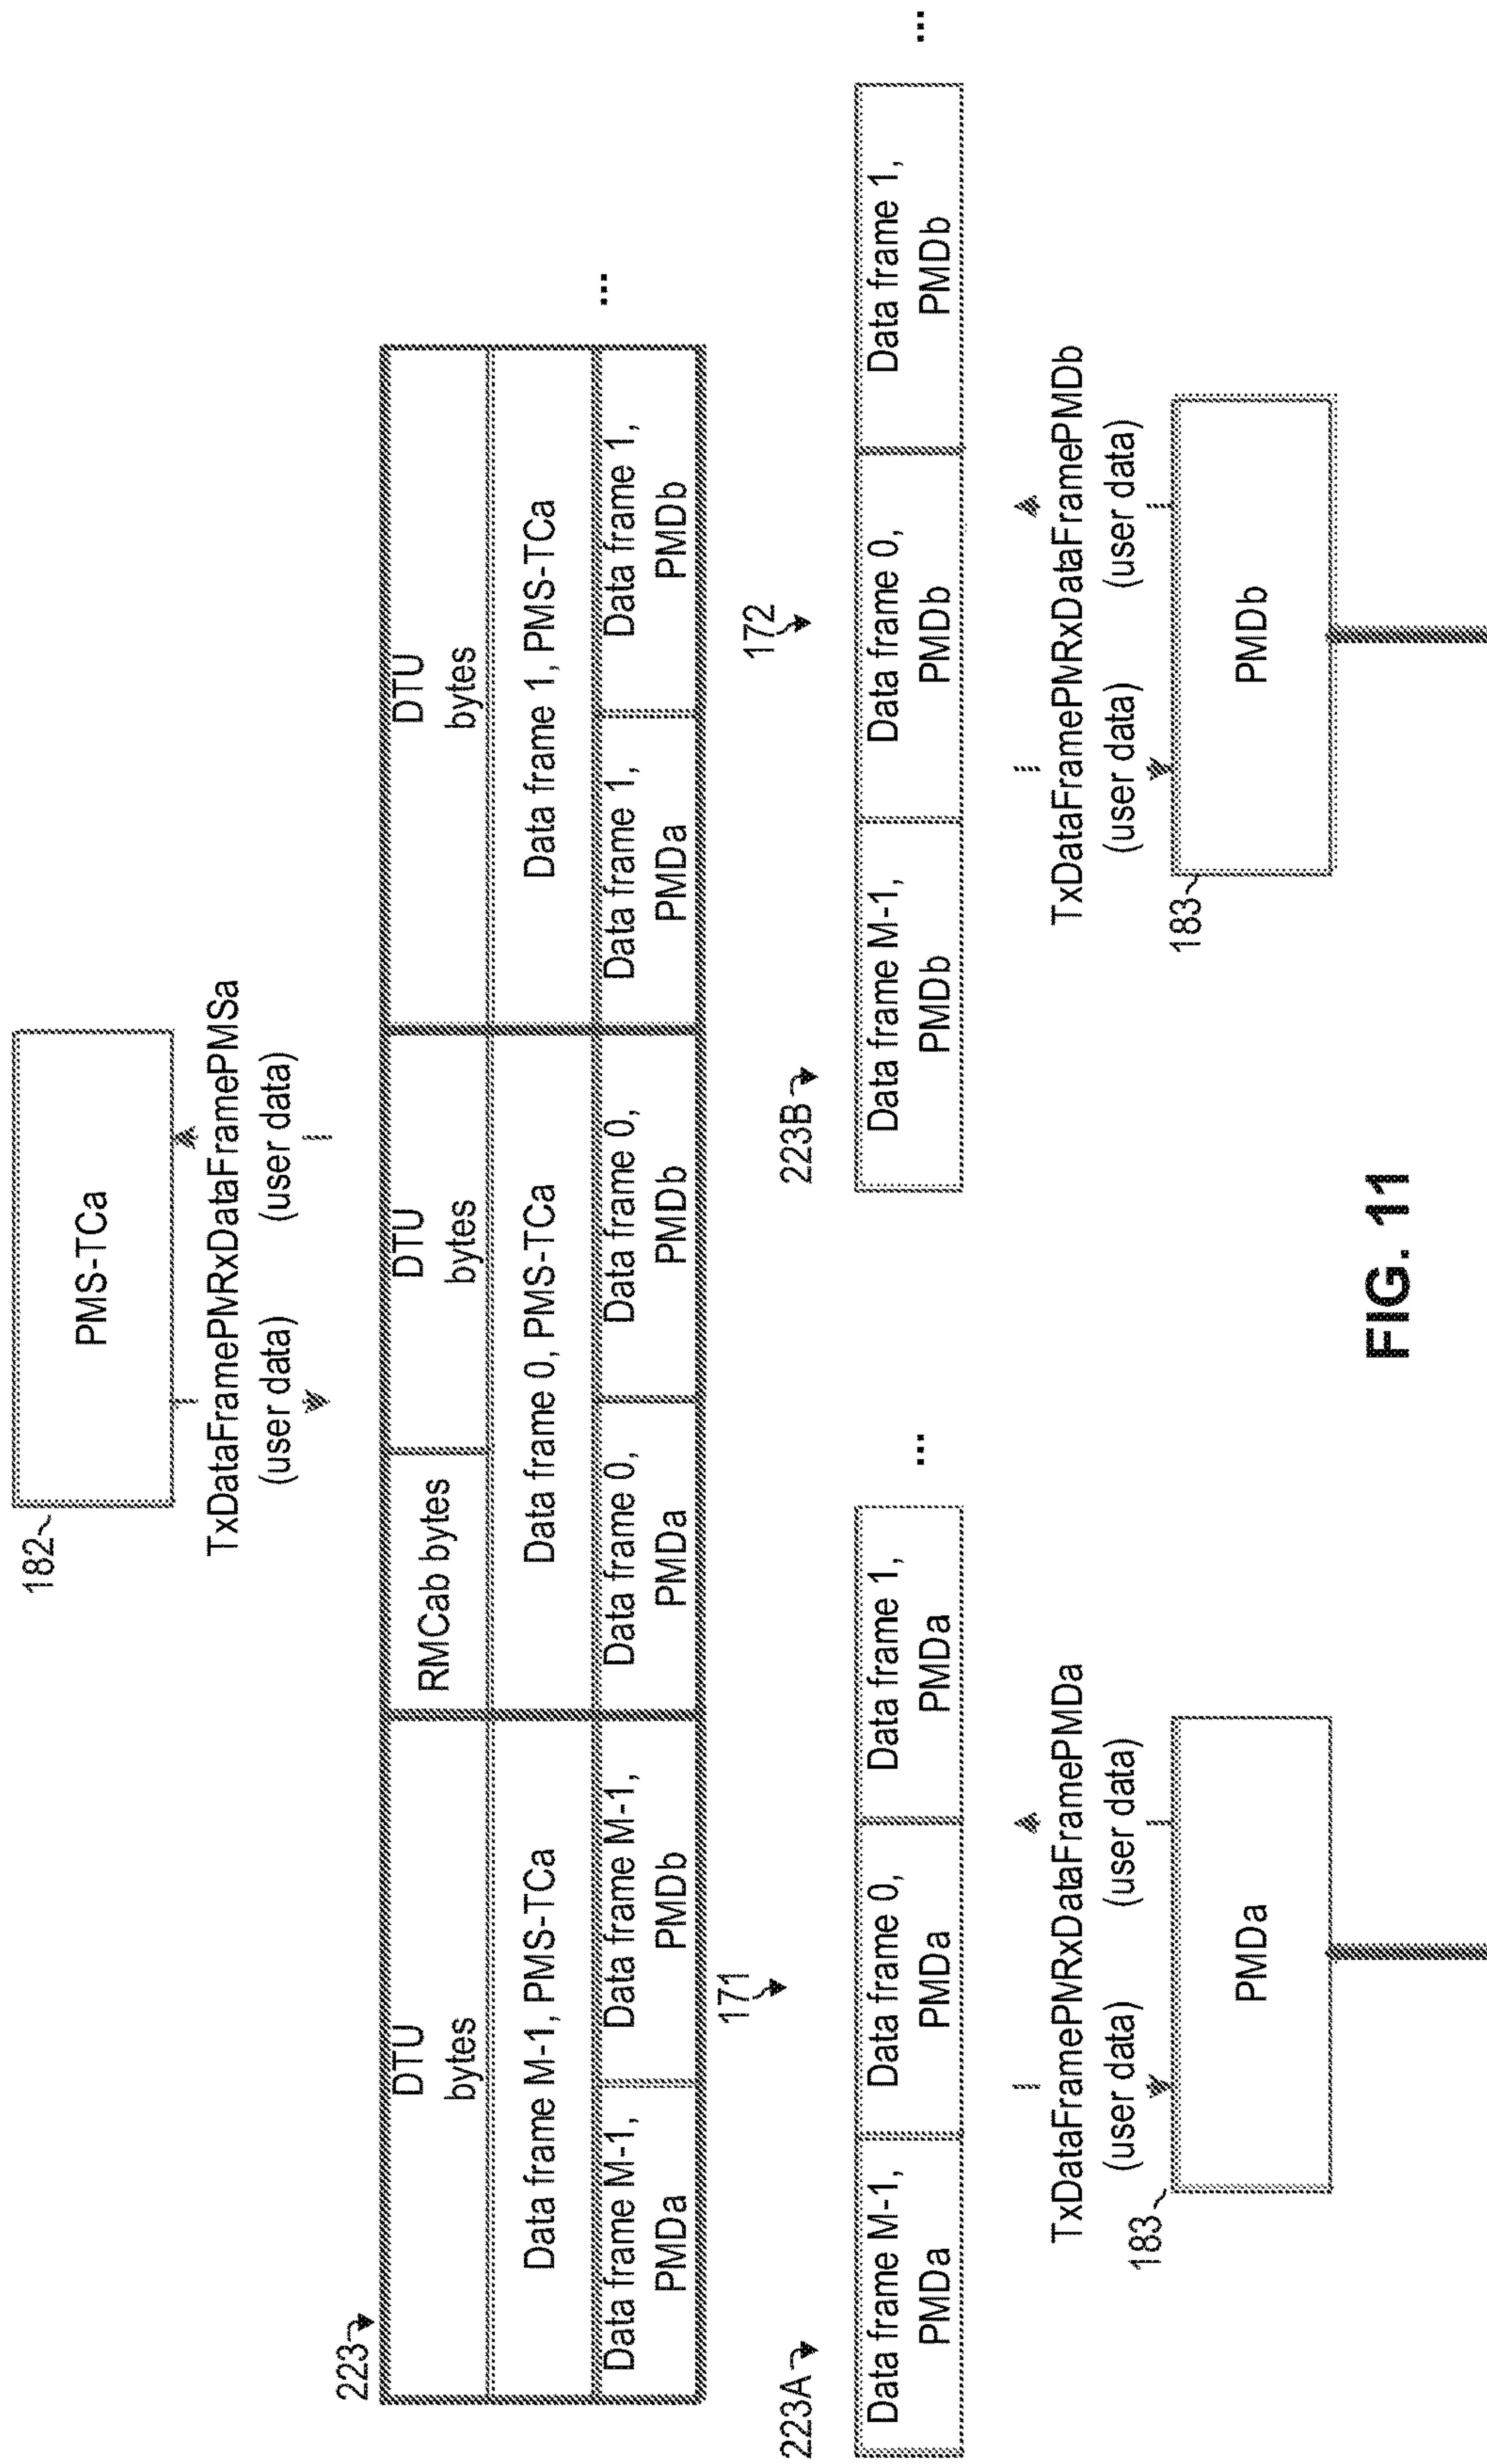 182
PMS-TCa
TxDataFramePMRxDataFramePMSa
(user data) (user data)
223
DTU
bytes
RMCab bytes
DTU
bytes
DTU
bytes
...
Data frame M-1, PMS-TCa
Data frame 0, PMS-TCa
Data frame 1, PMS-TCa
Data frame M-1,
PMDa
Data frame M-1,
PMDb
Data frame 0,
PMDa
Data frame 0,
PMDb
Data frame 1,
PMDa
Data frame 1,
PMDb
171
172
223A
Data frame M-1,
PMDa
Data frame 0,
PMDa
Data frame 1,
PMDa
...
223B
Data frame M-1,
PMDb
Data frame 0,
PMDb
Data frame 1,
PMDb
...
TxDataFramePMRxDataFramePMDa
(user data) (user data)
183
PMDa
TxDataFramePMRxDataFramePMDb
(user data) (user data)
183
PMDb
FIG. 11